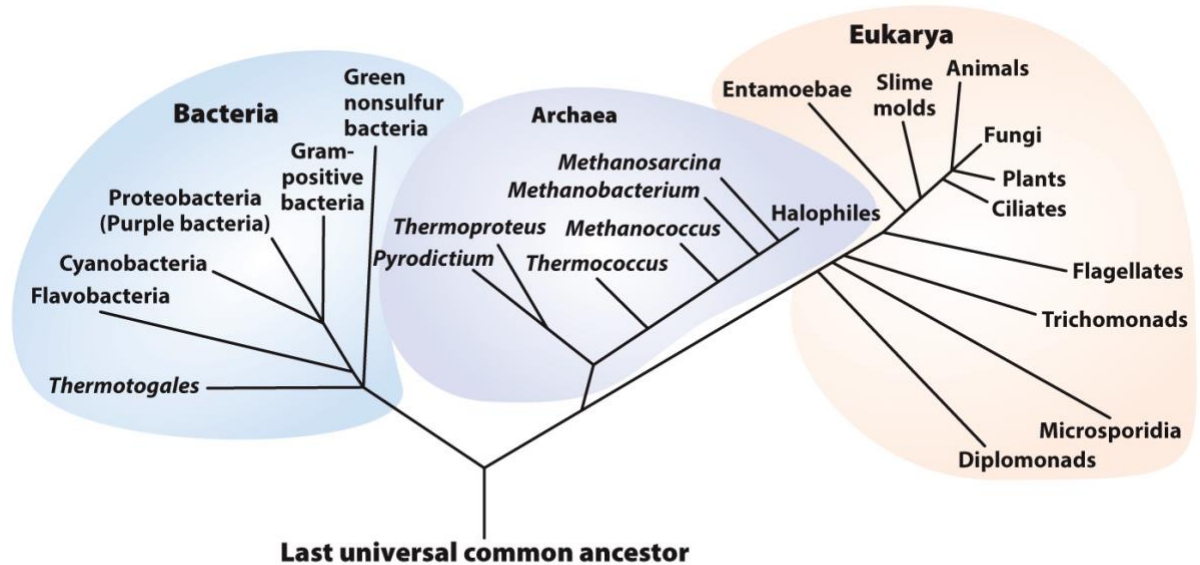 Bacteria
Green
nonsulfur
bacteria
Gram-
positive
bacteria
Proteobacteria
(Purple bacteria)
Cyanobacteria
Flavobacteria
Thermotogales
Archaea
Methanosarcina
Methanobacterium
Halophiles
Thermoproteus
Methanococcus
Pyrodictium
Thermococcus
Eukarya
Entamoebae
Slime
molds
Animals
Fungi
Plants
Ciliates
Flagellates
Trichomonads
Microsporidia
Diplomonads
Last universal common ancestor